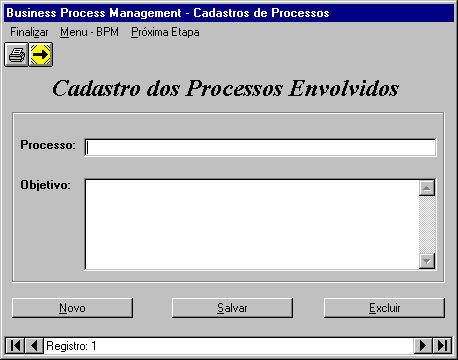 Business Process Management - Cadastros de Processos
Finalizar Menu - BPM Próxima Etapa
Cadastro dos Processos Envolvidos
Processo:
Objetivo:
Novo Salvar Excluir
Registro: 1